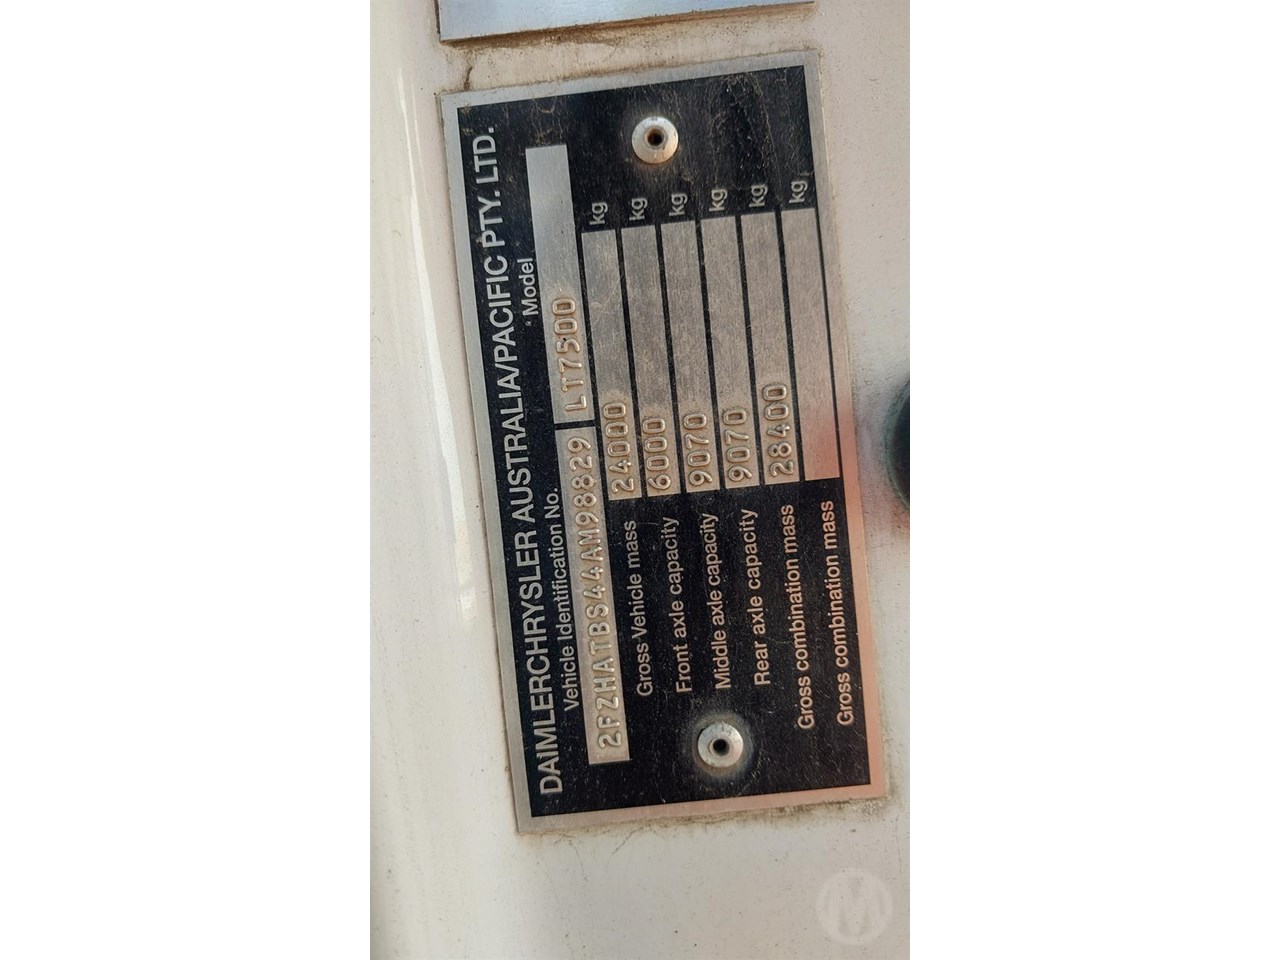 DAIMLERCHRYSLER AUSTRALIA/PACIFIC PTY. LTD.
Vehicle Identification No. Model
2FZHATBS44AM98829 LT7500
Gross Vehicle mass 24000 kg
Front axle capacity 6000 kg
Middle axle capacity 9070 kg
Rear axle capacity 9070 kg
Gross combination mass 28400 kg
Gross combination mass kg
M